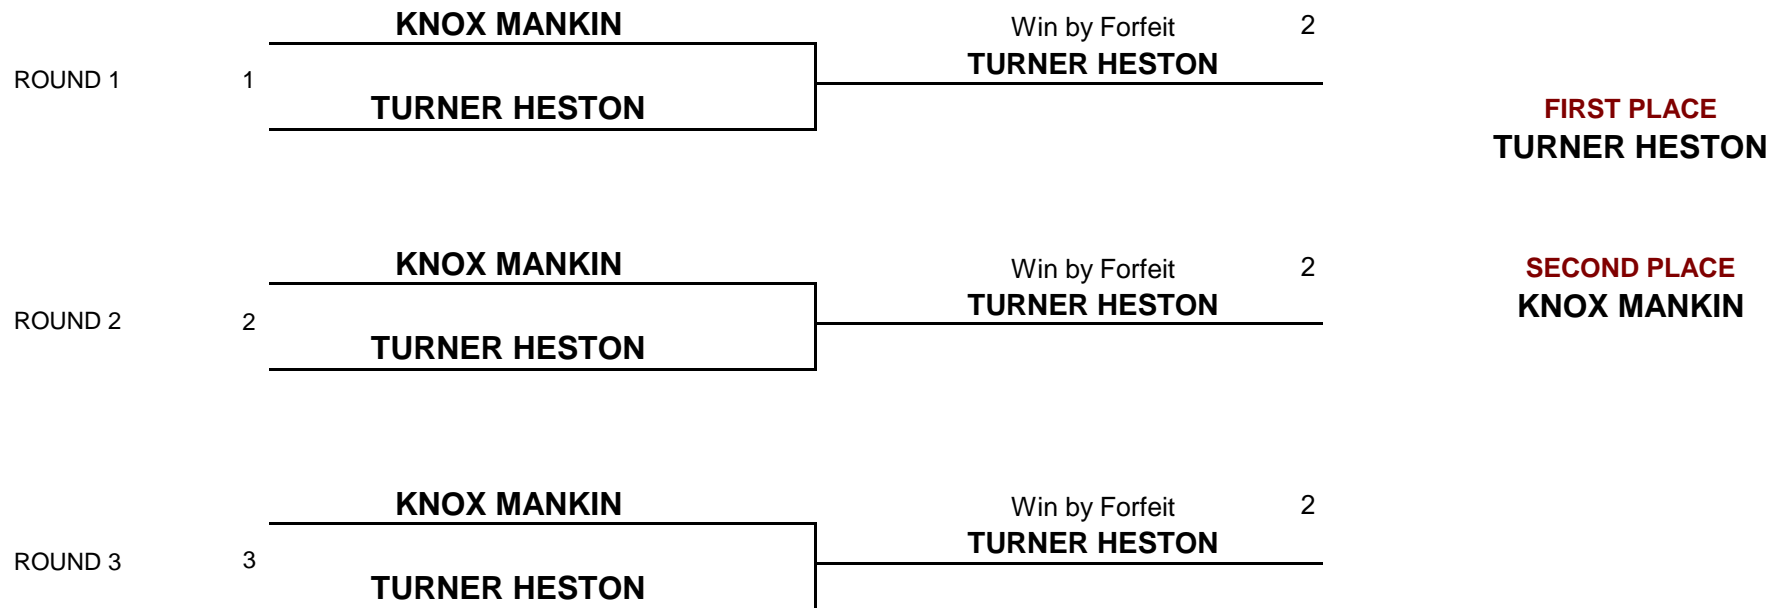 KNOX MANKIN
Win by Forfeit 2
TURNER HESTON
ROUND 1 1
TURNER HESTON
FIRST PLACE
TURNER HESTON
KNOX MANKIN
Win by Forfeit 2
SECOND PLACE
TURNER HESTON
KNOX MANKIN
ROUND 2 2
TURNER HESTON
KNOX MANKIN
Win by Forfeit 2
TURNER HESTON
ROUND 3 3
TURNER HESTON